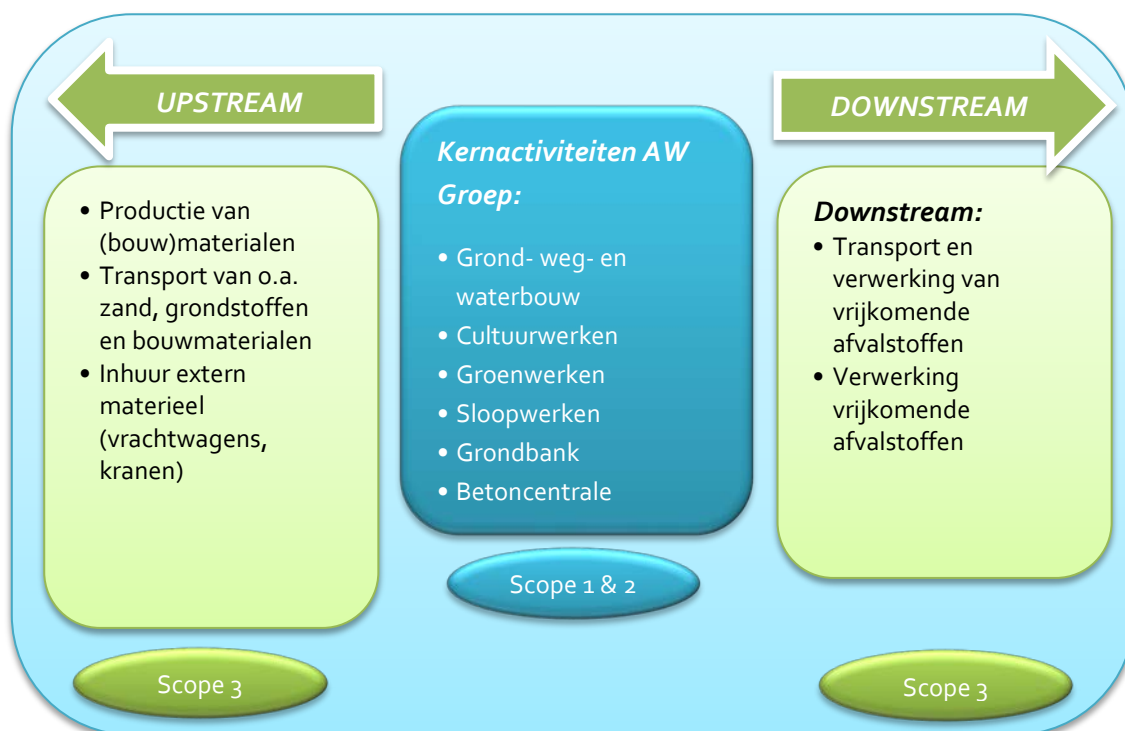 UPSTREAM
• Productie van
(bouw)materialen
• Transport van o.a.
zand, grondstoffen
en bouwmaterialen
• Inhuur extern
materieel
(vrachtwagens,
kranen)
Scope 3
Kernactiviteiten AW
Groep:
• Grond- weg- en
waterbouw
• Cultuurwerken
• Groenwerken
• Sloopwerken
• Grondbank
• Betoncentrale
Scope 1 & 2
DOWNSTREAM
Downstream:
• Transport en
verwerking van
vrijkomende
afvalstoffen
• Verwerking
vrijkomende
afvalstoffen
Scope 3